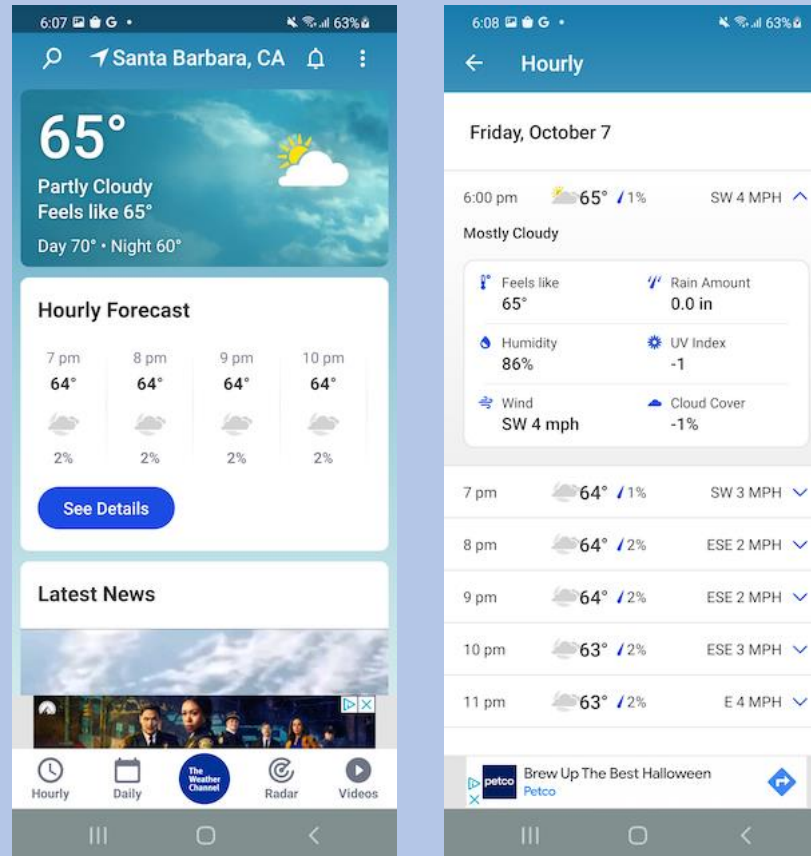 6:07 G •
63%
Santa Barbara, CA
65°
Partly Cloudy
Feels like 65°
Day 70° • Night 60°
Hourly Forecast
7 pm 8 pm 9 pm 10 pm
64° 64° 64° 64°
2% 2% 2% 2%
See Details
Latest News
Hourly
Daily
The
Weather
Channel
Radar
Videos
6:08 G •
63%
Hourly
Friday, October 7
6:00 pm 65° 1% SW 4 MPH
Mostly Cloudy
Feels like
65°
Rain Amount
0.0 in
Humidity
86%
UV Index
-1
Wind
SW 4 mph
Cloud Cover
-1%
7 pm 64° 1% SW 3 MPH
8 pm 64° 2% ESE 2 MPH
9 pm 64° 2% ESE 2 MPH
10 pm 63° 2% ESE 3 MPH
11 pm 63° 2% E 4 MPH
petco
Brew Up The Best Halloween
Petco